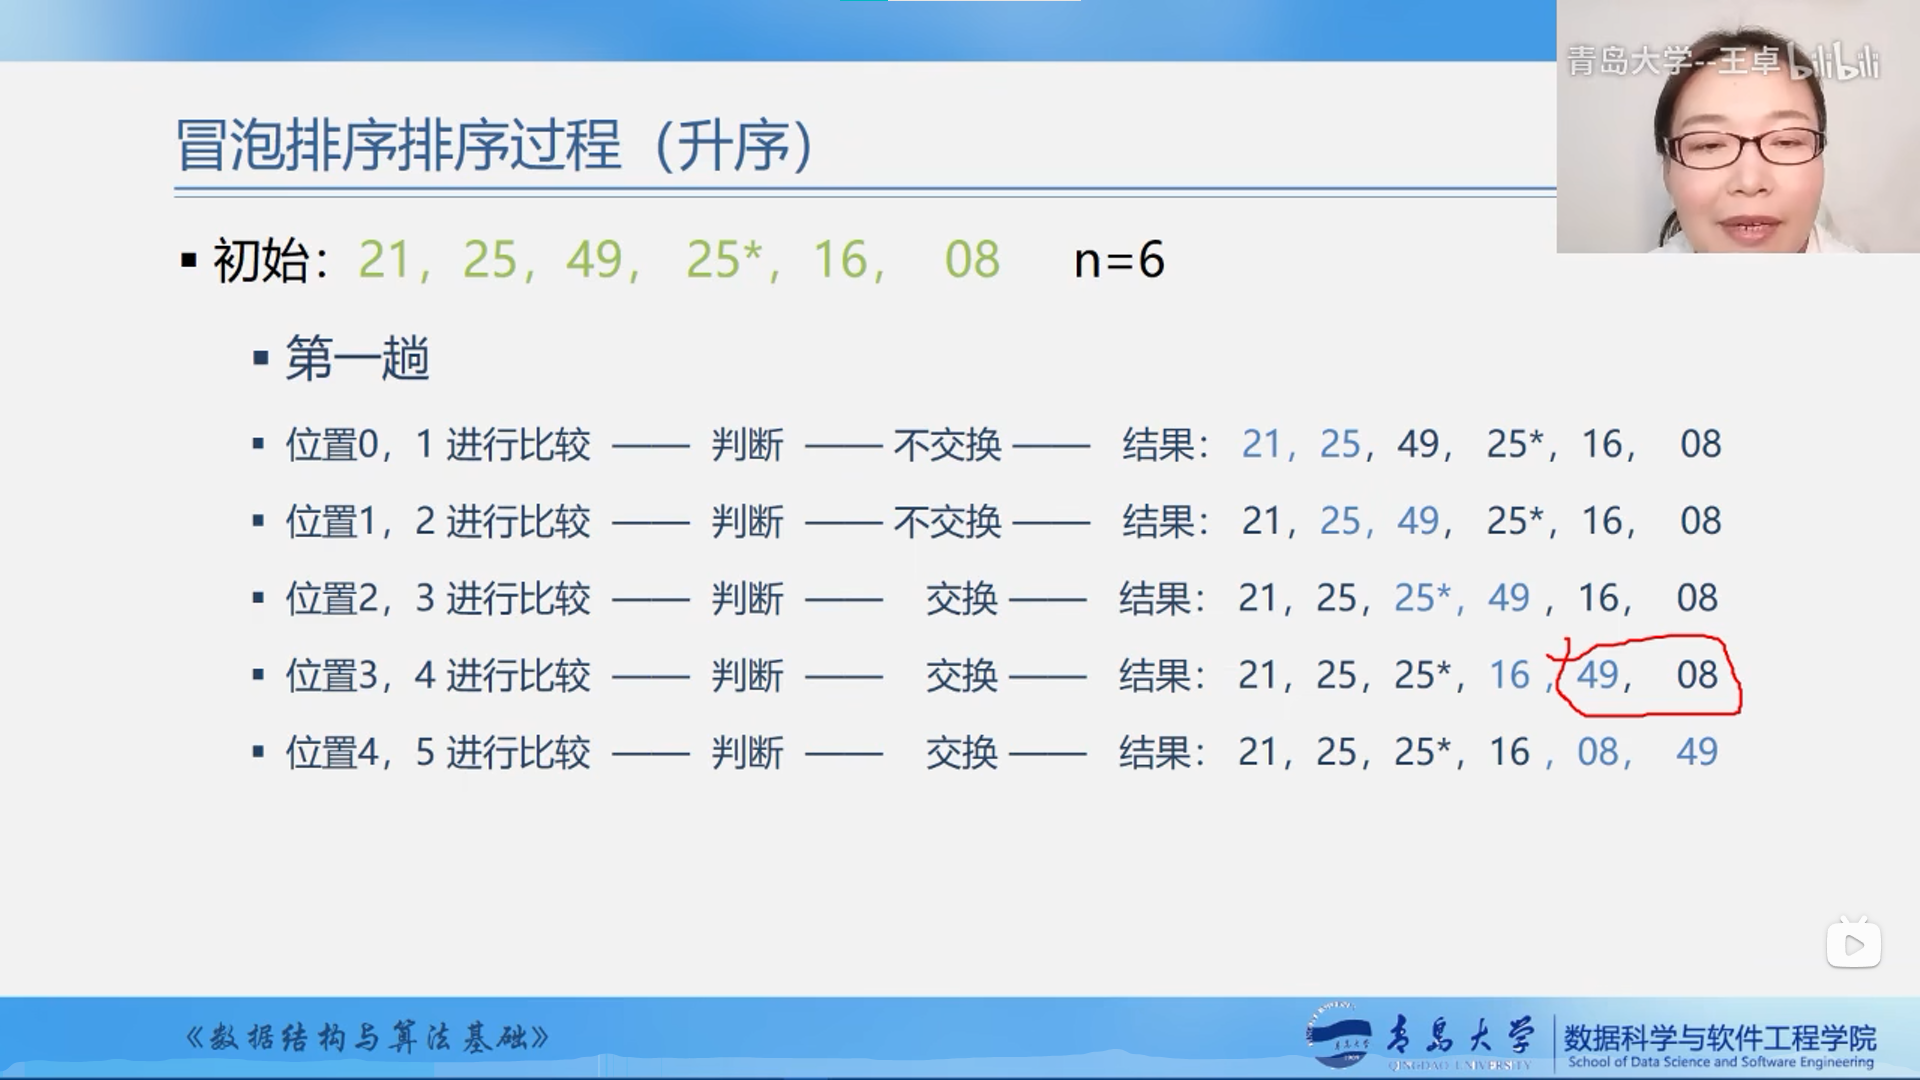 青岛大学--王卓 bilibili
冒泡排序排序过程（升序）
▪ 初始： 21， 25， 49， 25*， 16， 08 n=6
▪ 第一趟
▪ 位置0，1 进行比较 —— 判断 —— 不交换 —— 结果： 21， 25， 49， 25*， 16， 08
▪ 位置1，2 进行比较 —— 判断 —— 不交换 —— 结果： 21， 25， 49， 25*， 16， 08
▪ 位置2，3 进行比较 —— 判断 —— 交换 —— 结果： 21， 25， 25*， 49 ， 16， 08
▪ 位置3，4 进行比较 —— 判断 —— 交换 —— 结果： 21， 25， 25*， 16 ， 49， 08
▪ 位置4，5 进行比较 —— 判断 —— 交换 —— 结果： 21， 25， 25*， 16 ， 08， 49
《数据结构与算法基础》
青岛大学
QINGDAO UNIVERSITY
数据科学与软件工程学院
School of Data Science and Software Engineering